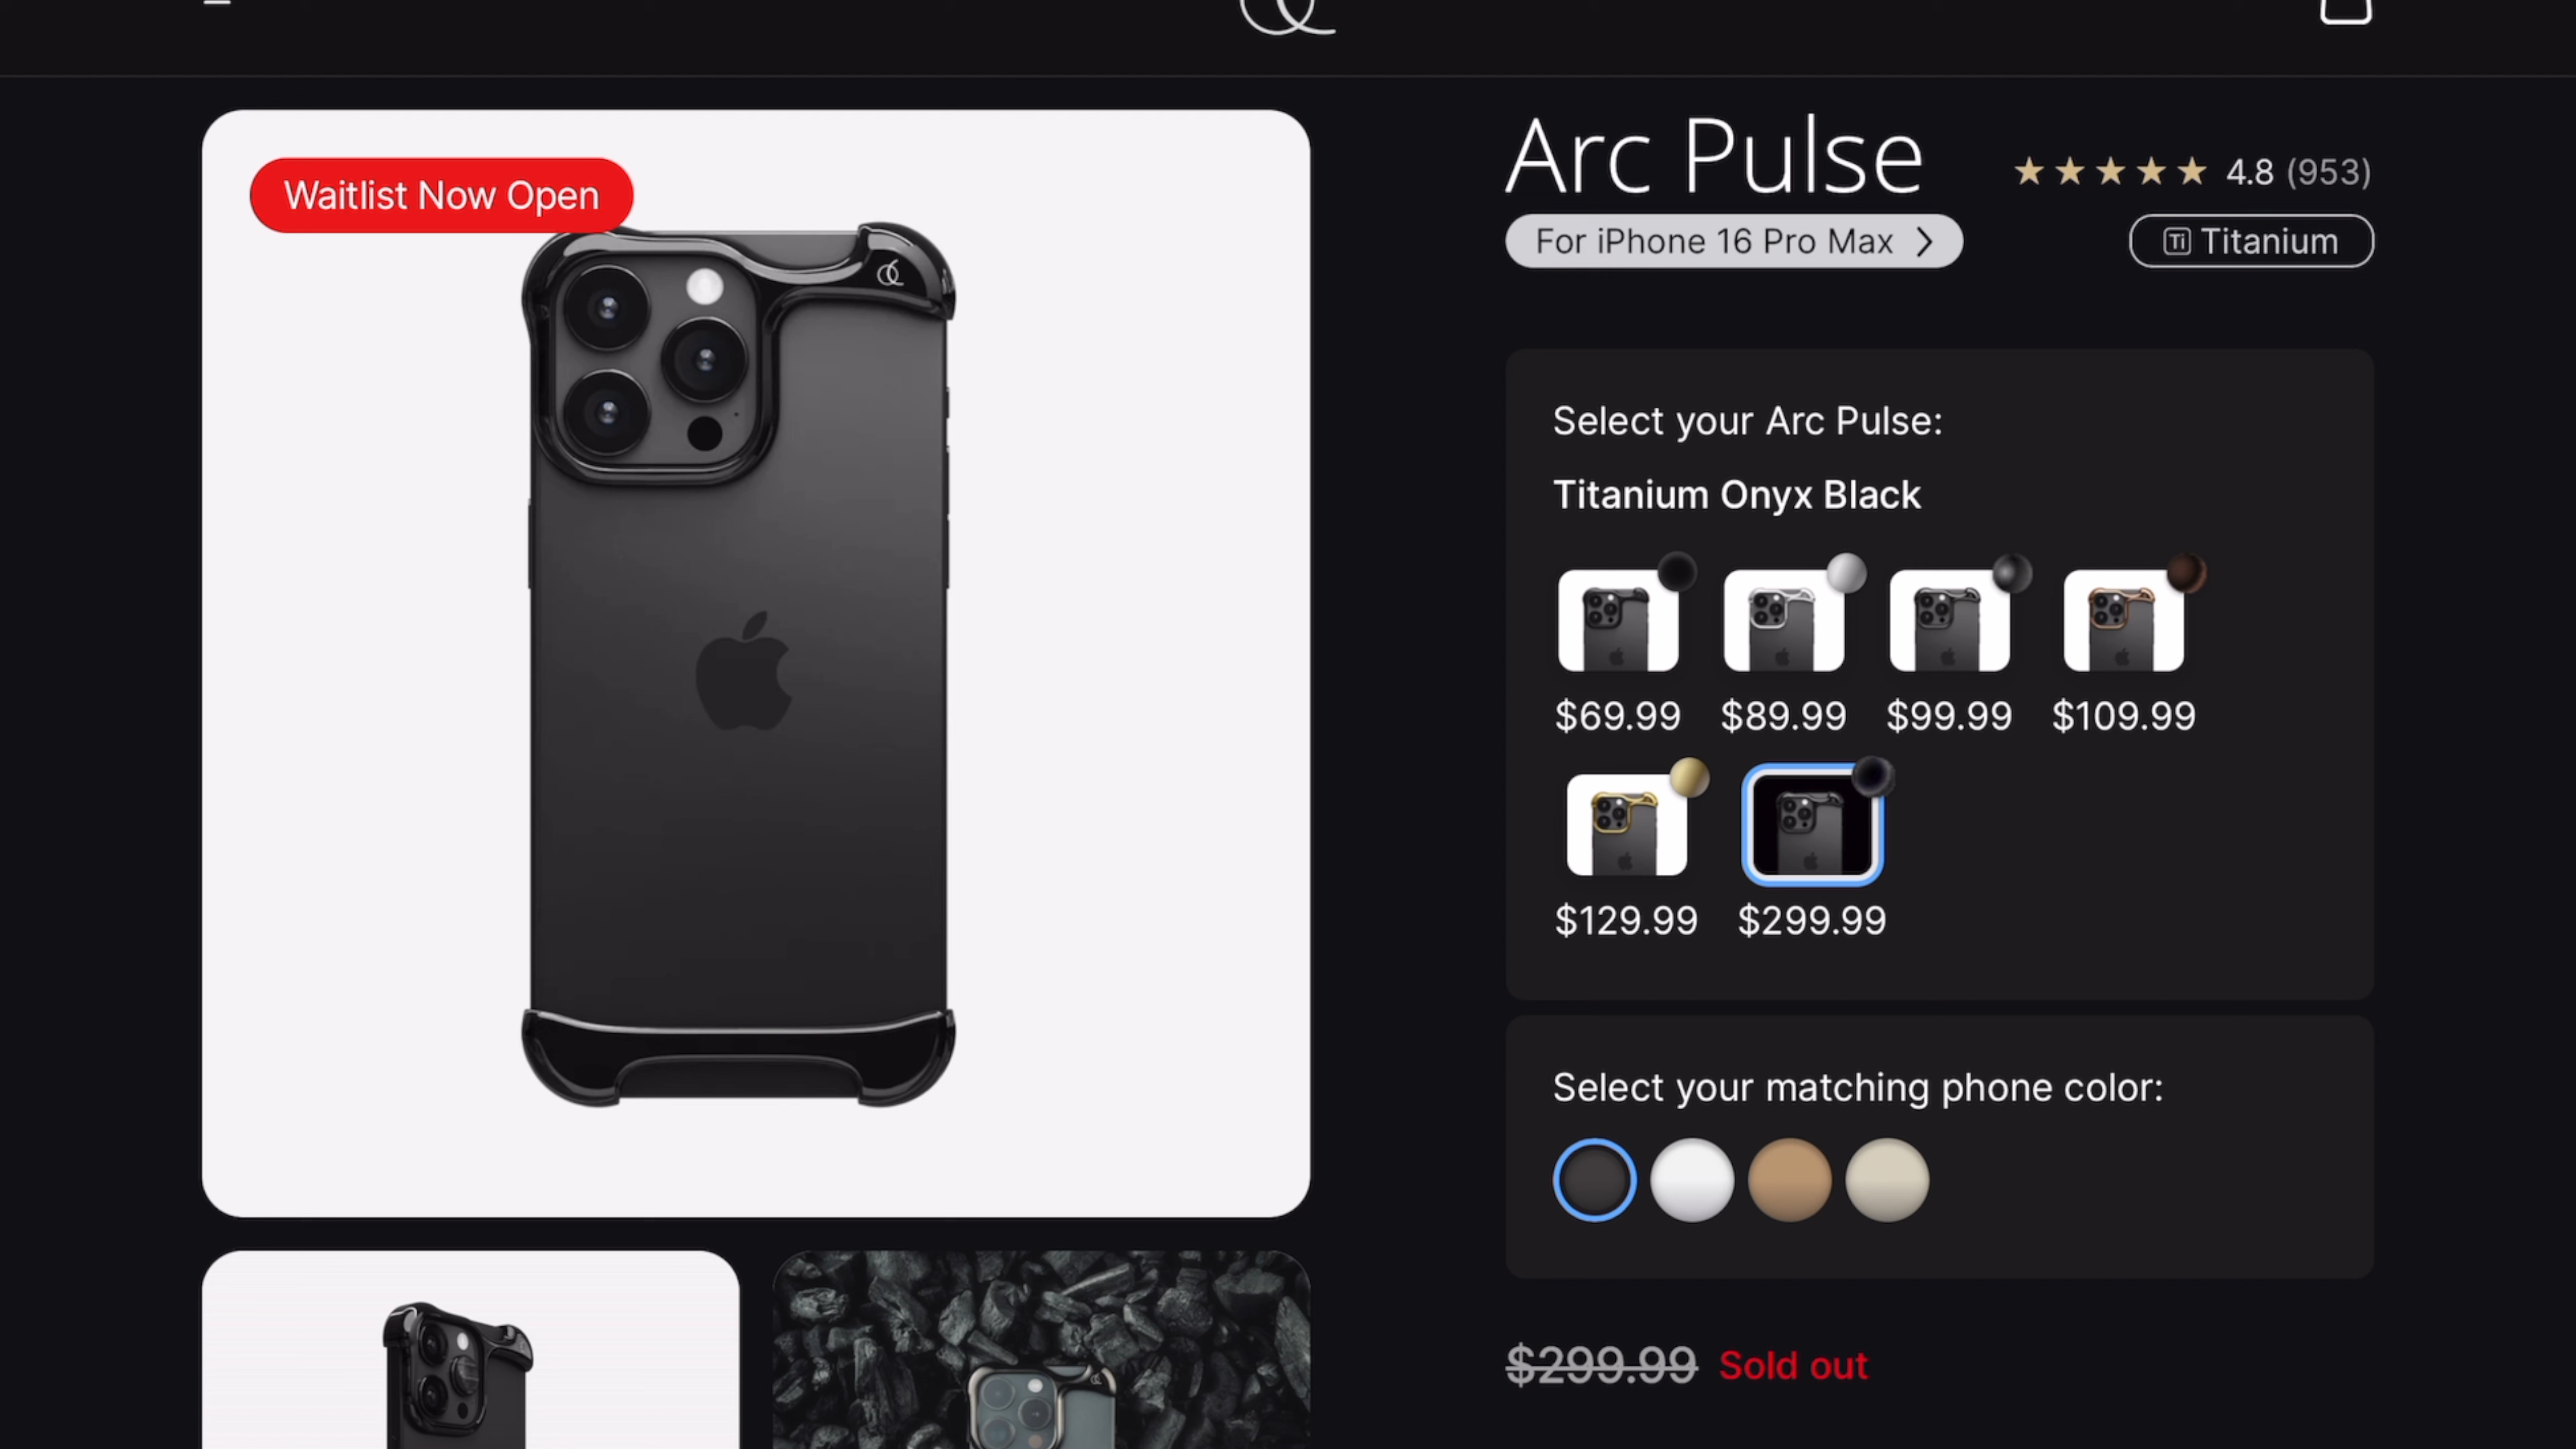 Waitlist Now Open
Arc Pulse
4.8 (953)
For iPhone 16 Pro Max
Ti Titanium
Select your Arc Pulse:
Titanium Onyx Black
$69.99 $89.99 $99.99 $109.99
$129.99 $299.99
Select your matching phone color:
$299.99 Sold out